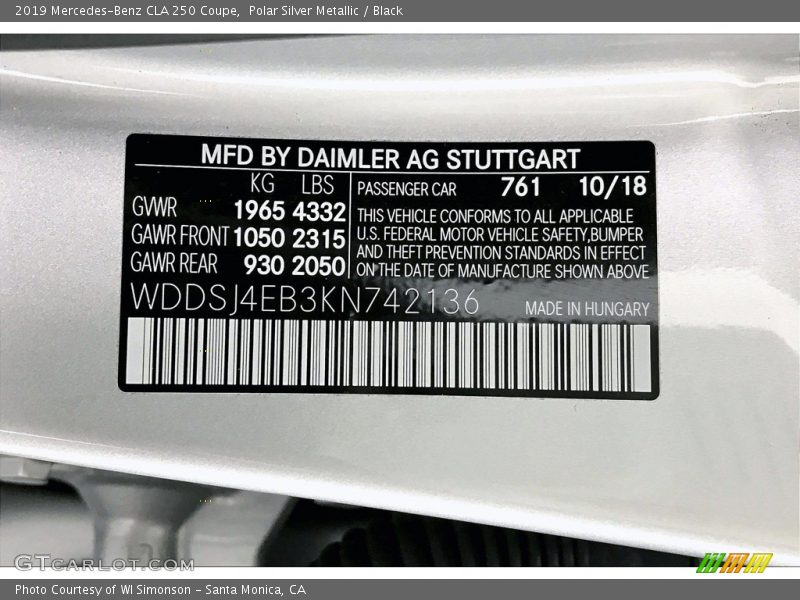 2019 Mercedes-Benz CLA 250 Coupe,  Polar Silver Metallic / Black
MFD BY DAIMLER AG STUTTGART
KG LBS
GVWR 1965 4332
GAWR FRONT 1050 2315
GAWR REAR 930 2050
PASSENGER CAR 761 10/18
THIS VEHICLE CONFORMS TO ALL APPLICABLE
U.S. FEDERAL MOTOR VEHICLE SAFETY,BUMPER
AND THEFT PREVENTION STANDARDS IN EFFECT
ON THE DATE OF MANUFACTURE SHOWN ABOVE
WDDSJ4EB3KN742136 MADE IN HUNGARY
GTcarlot.com
Photo Courtesy of WI Simonson - Santa Monica, CA